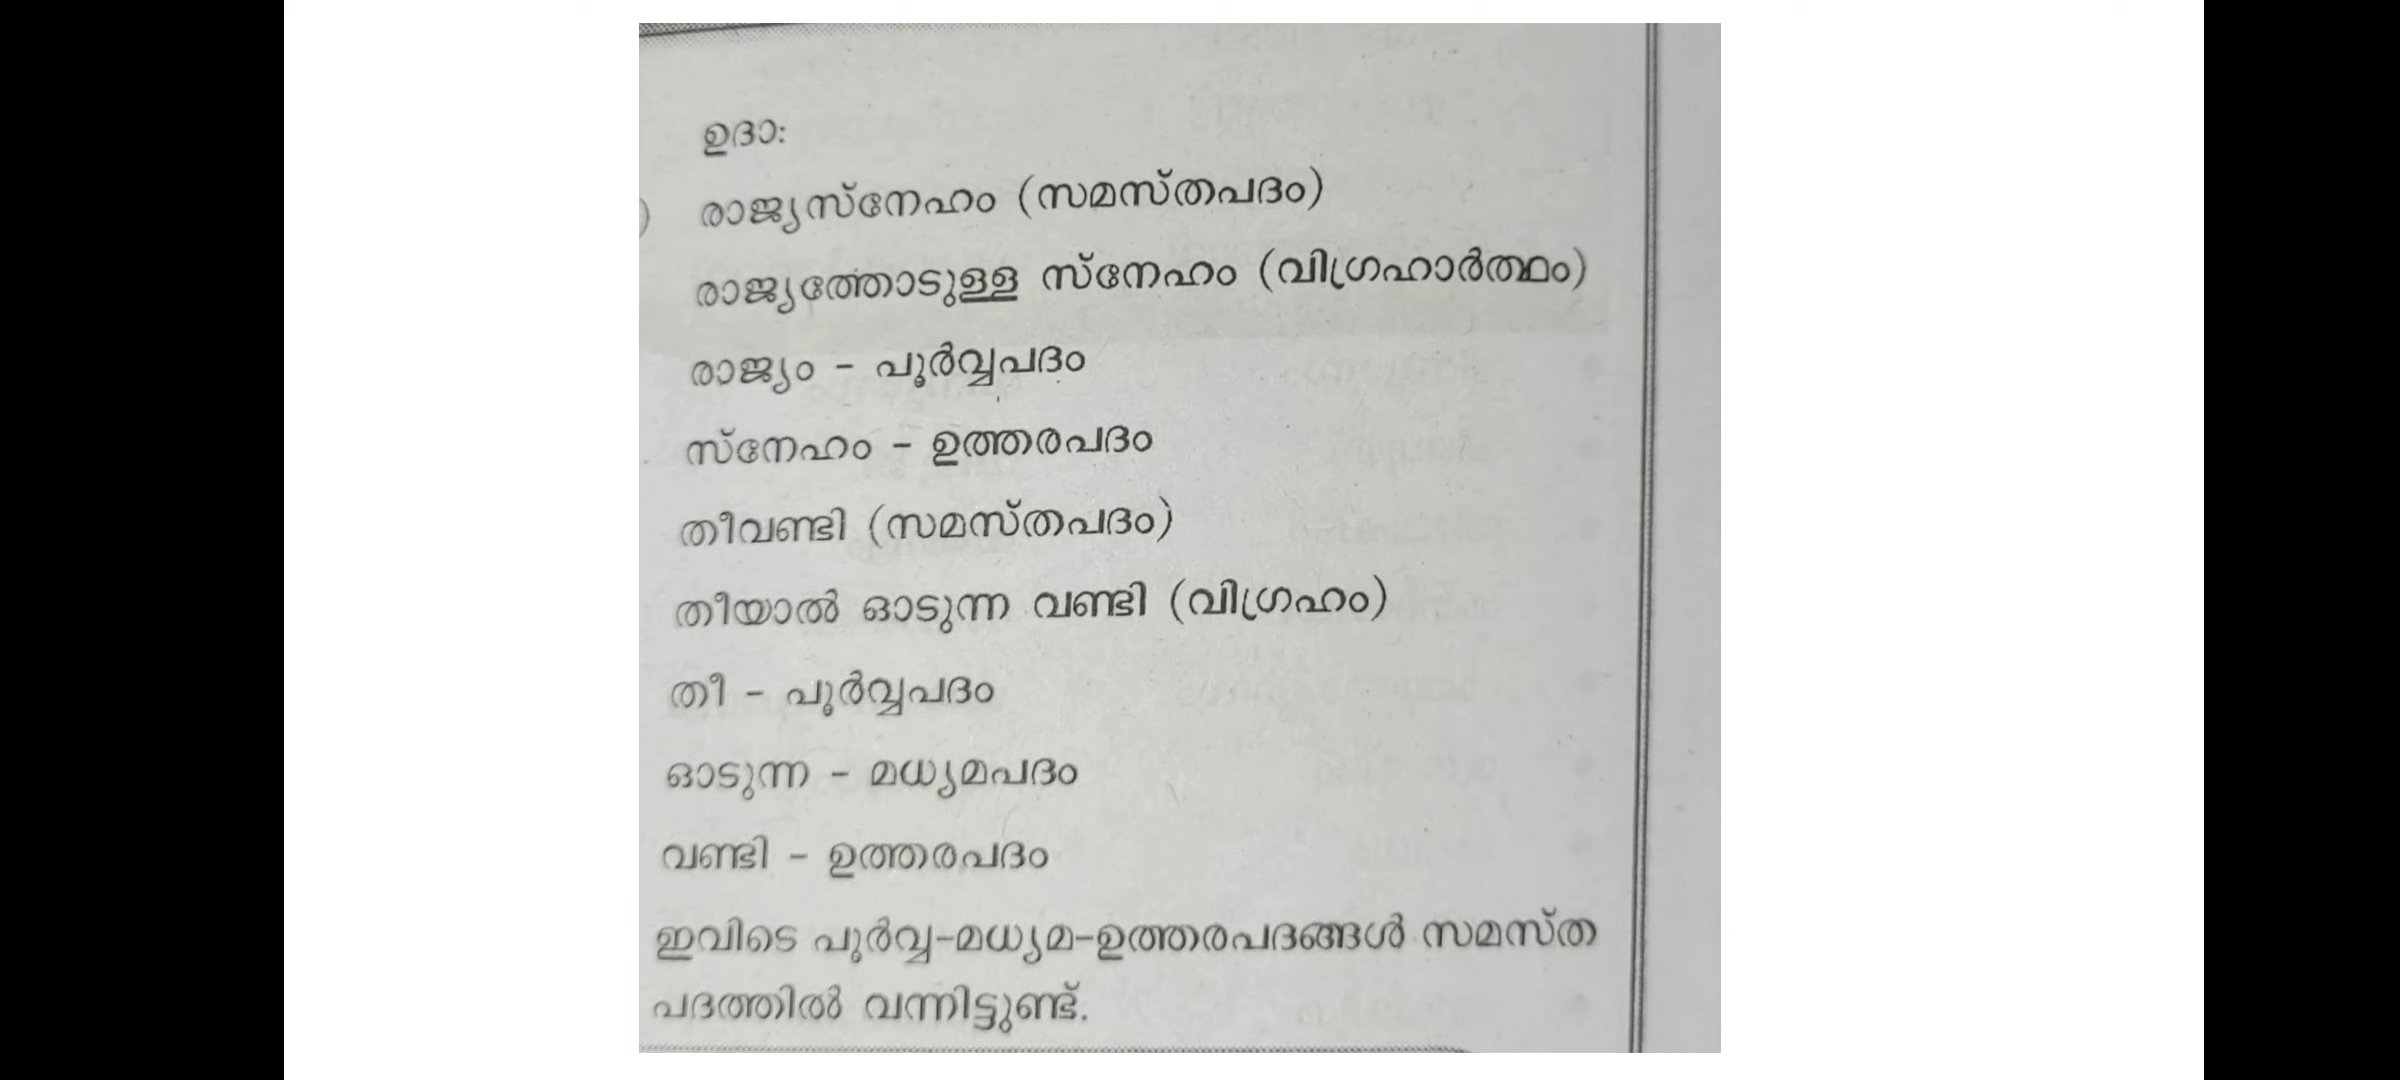 ഉദാ:
രാജ്യസ്നേഹം (സമസ്തപദം)
രാജ്യത്തോടുള്ള സ്നേഹം (വിഗ്രഹാർത്ഥം)
രാജ്യം - പൂർവ്വപദം
സ്നേഹം - ഉത്തരപദം
തീവണ്ടി (സമസ്തപദം)
തീയാൽ ഓടുന്ന വണ്ടി (വിഗ്രഹം)
തീ - പൂർവ്വപദം
ഓടുന്ന - മധ്യമപദം
വണ്ടി - ഉത്തരപദം
ഇവിടെ പൂർവ്വ-മധ്യമ-ഉത്തരപദങ്ങൾ സമസ്ത
പദത്തിൽ വന്നിട്ടുണ്ട്.